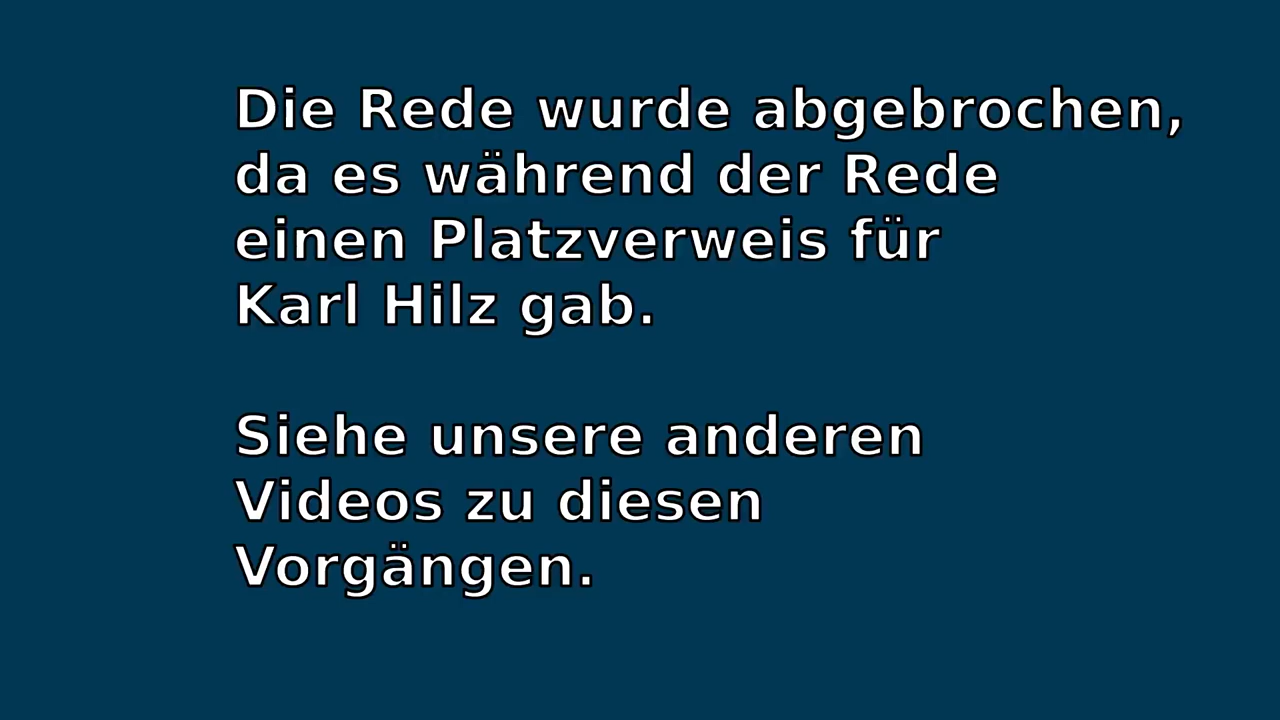 Die Rede wurde abgebrochen,
da es während der Rede
einen Platzverweis für
Karl Hilz gab.
Siehe unsere anderen
Videos zu diesen
Vorgängen.